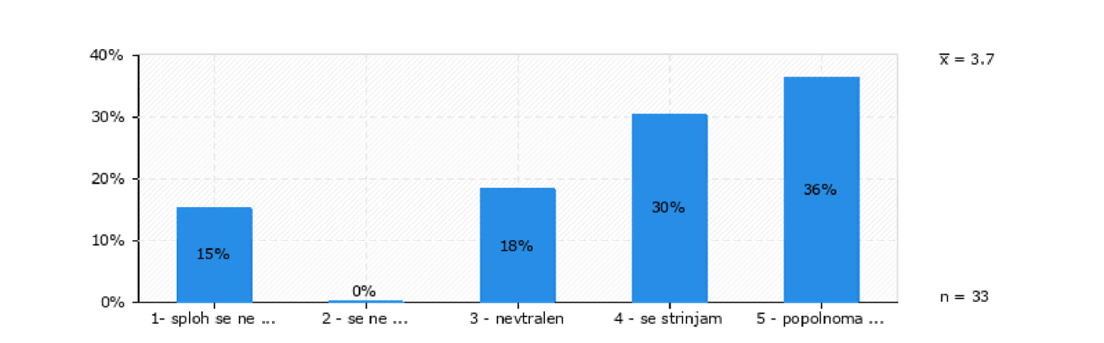 40%
x̅ = 3.7
30%
36%
20%
30%
18%
15%
10%
0%
0%
n = 33
1- sploh se ne ...
2 - se ne ...
3 - nevtralen
4 - se strinjam
5 - popolnoma ...